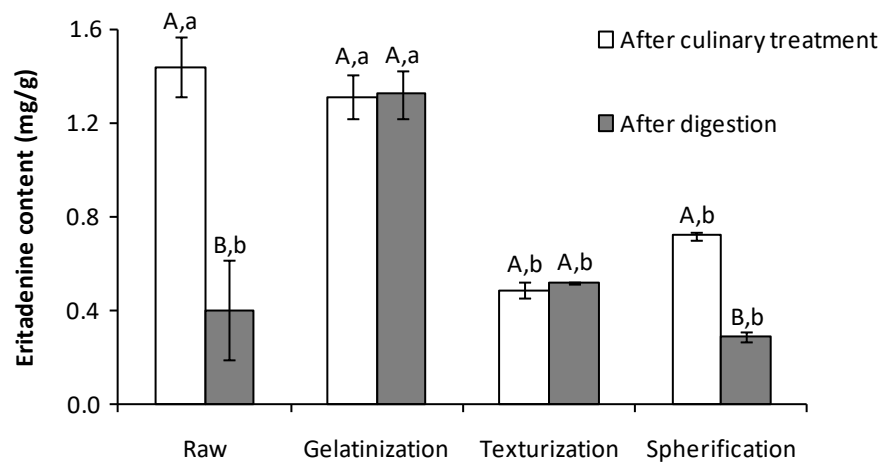 Eritadenine content (mg/g)
1.6
1.2
0.8
0.4
0.0
A,a
B,b
A,a
A,a
A,b
A,b
A,b
B,b
After culinary treatment
After digestion
Raw
Gelatinization
Texturization
Spherification